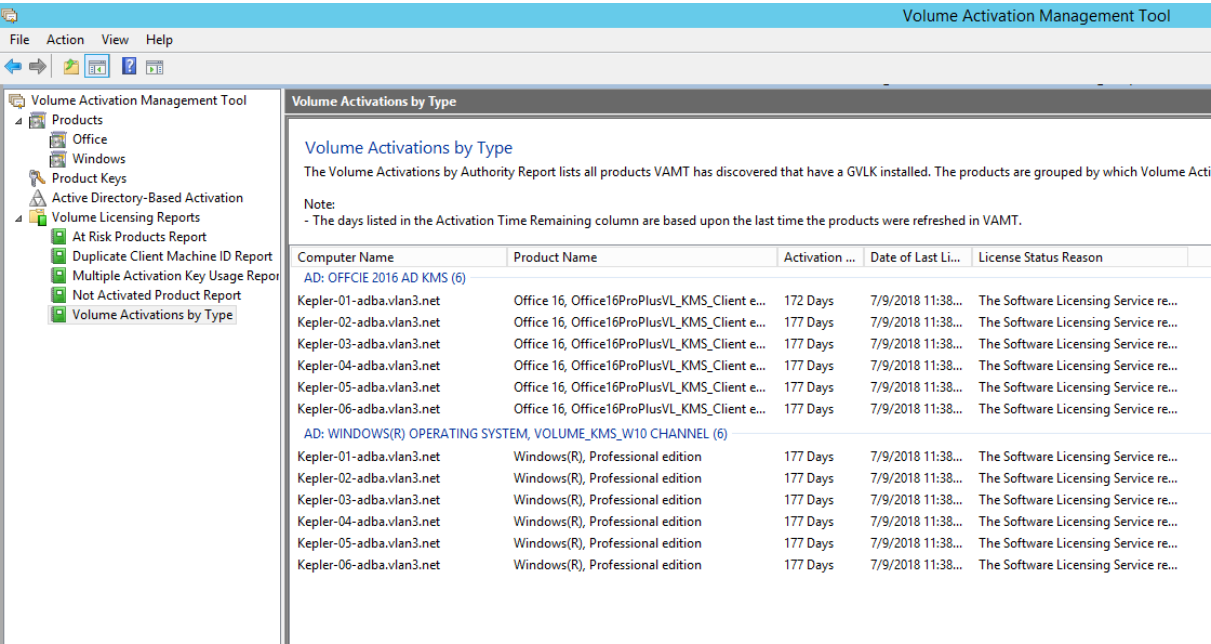 Volume Activation Management Tool
File Action View Help
Volume Activation Management Tool
Products
Office
Windows
Product Keys
Active Directory-Based Activation
Volume Licensing Reports
At Risk Products Report
Duplicate Client Machine ID Report
Multiple Activation Key Usage Repor
Not Activated Product Report
Volume Activations by Type
Volume Activations by Type
Volume Activations by Type
The Volume Activations by Authority Report lists all products VAMT has discovered that have a GVLK installed. The products are grouped by which Volume Acti
Note:
- The days listed in the Activation Time Remaining column are based upon the last time the products were refreshed in VAMT.
Computer Name Product Name Activation ... Date of Last Li... License Status Reason
AD: OFFCIE 2016 AD KMS (6)
Kepler-01-adba.vlan3.net Office 16, Office16ProPlusVL_KMS_Client e... 172 Days 7/9/2018 11:38... The Software Licensing Service re...
Kepler-02-adba.vlan3.net Office 16, Office16ProPlusVL_KMS_Client e... 177 Days 7/9/2018 11:38... The Software Licensing Service re...
Kepler-03-adba.vlan3.net Office 16, Office16ProPlusVL_KMS_Client e... 177 Days 7/9/2018 11:38... The Software Licensing Service re...
Kepler-04-adba.vlan3.net Office 16, Office16ProPlusVL_KMS_Client e... 177 Days 7/9/2018 11:38... The Software Licensing Service re...
Kepler-05-adba.vlan3.net Office 16, Office16ProPlusVL_KMS_Client e... 177 Days 7/9/2018 11:38... The Software Licensing Service re...
Kepler-06-adba.vlan3.net Office 16, Office16ProPlusVL_KMS_Client e... 177 Days 7/9/2018 11:38... The Software Licensing Service re...
AD: WINDOWS(R) OPERATING SYSTEM, VOLUME_KMS_W10 CHANNEL (6)
Kepler-01-adba.vlan3.net Windows(R), Professional edition 177 Days 7/9/2018 11:38... The Software Licensing Service re...
Kepler-02-adba.vlan3.net Windows(R), Professional edition 177 Days 7/9/2018 11:38... The Software Licensing Service re...
Kepler-03-adba.vlan3.net Windows(R), Professional edition 177 Days 7/9/2018 11:38... The Software Licensing Service re...
Kepler-04-adba.vlan3.net Windows(R), Professional edition 177 Days 7/9/2018 11:38... The Software Licensing Service re...
Kepler-05-adba.vlan3.net Windows(R), Professional edition 177 Days 7/9/2018 11:38... The Software Licensing Service re...
Kepler-06-adba.vlan3.net Windows(R), Professional edition 177 Days 7/9/2018 11:38... The Software Licensing Service re...